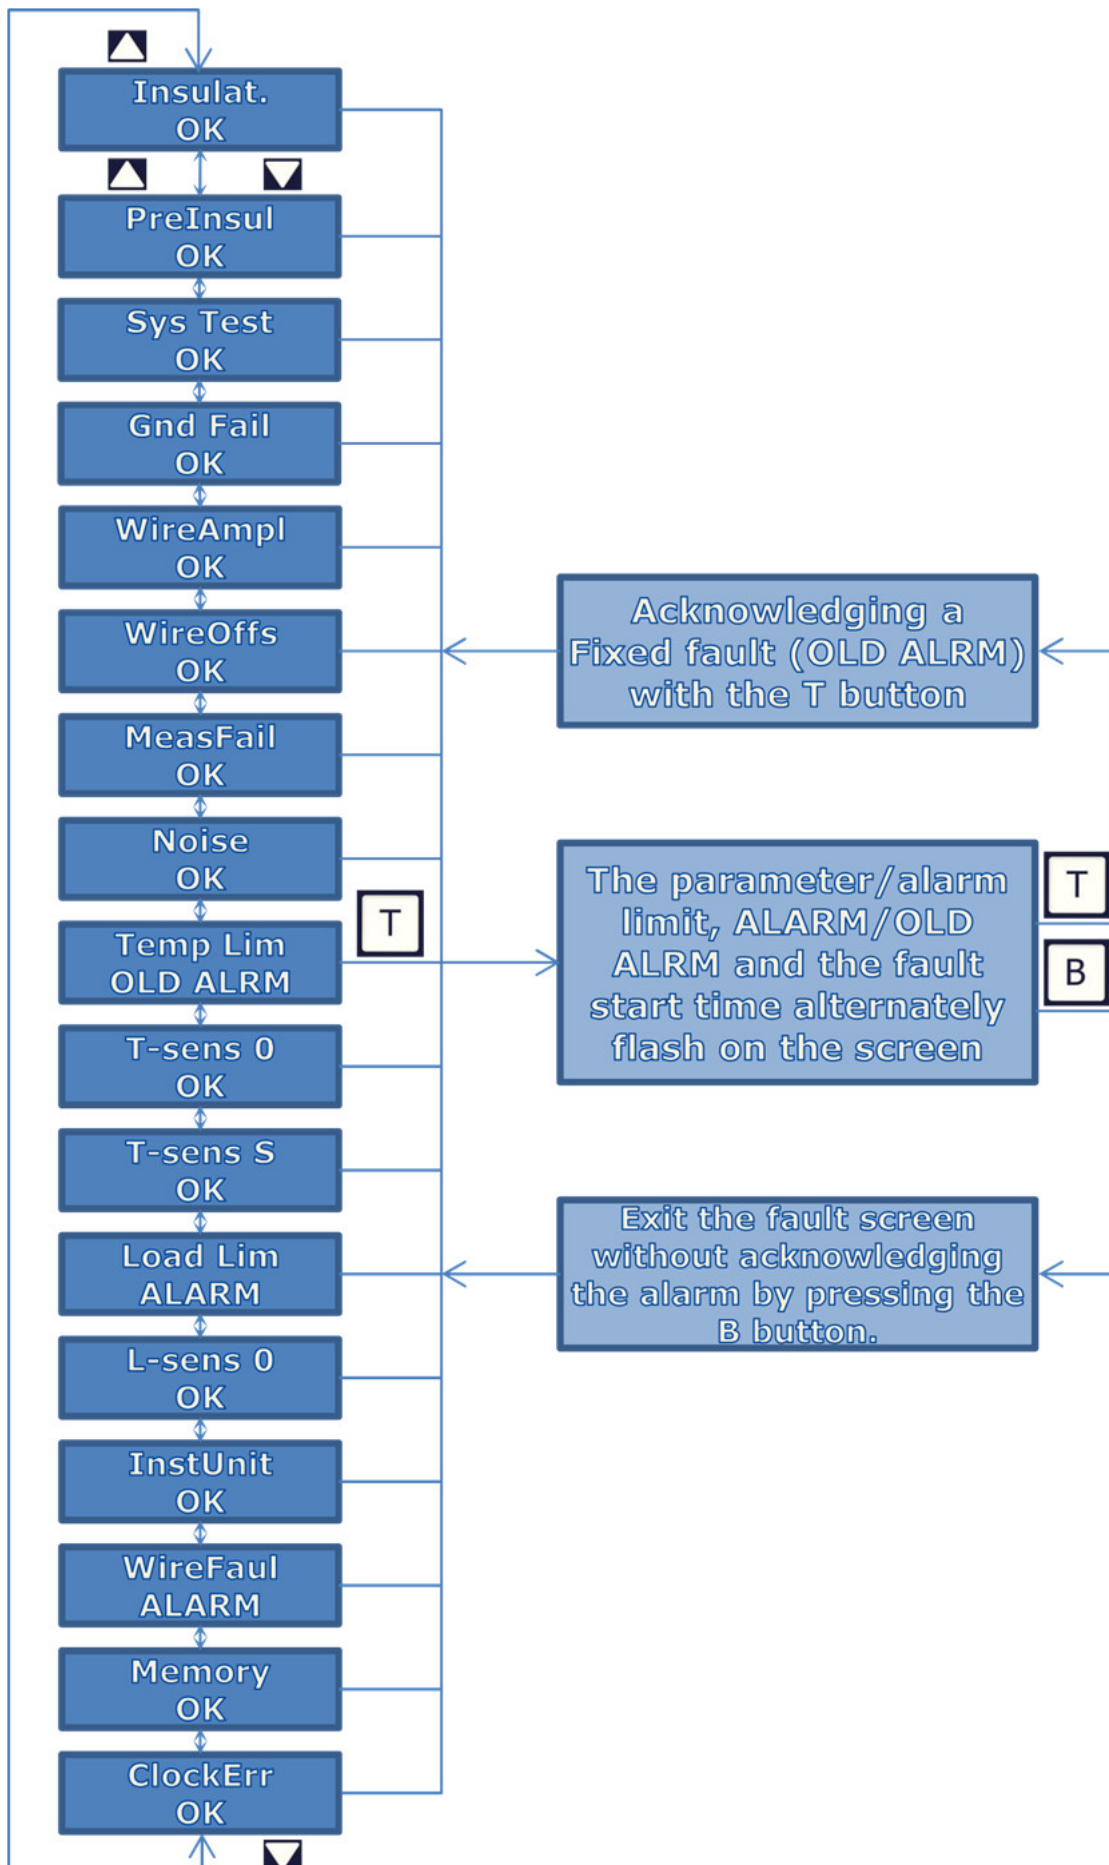 Insulat.
OK
PreInsul
OK
Sys Test
OK
Gnd Fail
OK
WireAmpl
OK
WireOffs
OK
MeasFail
OK
Noise
OK
Temp Lim
OLD ALRM
T-sens 0
OK
T-sens S
OK
Load Lim
ALARM
L-sens 0
OK
InstUnit
OK
WireFaul
ALARM
Memory
OK
ClockErr
OK
T
Acknowledging a
Fixed fault (OLD ALRM)
with the T button
The parameter/alarm
limit, ALARM/OLD
ALRM and the fault
start time alternately
flash on the screen
T
B
Exit the fault screen
without acknowledging
the alarm by pressing the
B button.